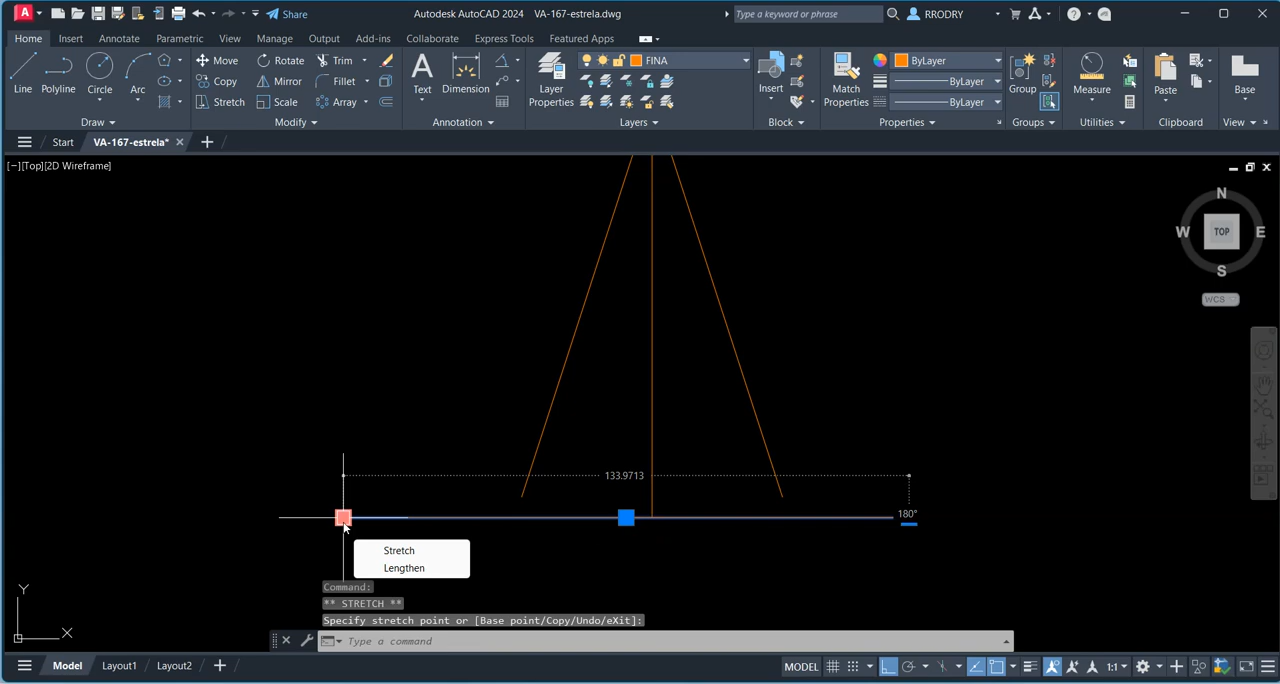 A Share Autodesk AutoCAD 2024 VA-167-estrela.dwg Type a keyword or phrase RRODRY
Home Insert Annotate Parametric View Manage Output Add-ins Collaborate Express Tools Featured Apps
Line Polyline Circle Arc
Move Rotate Trim
Copy Mirror Fillet
Stretch Scale Array
A Text Dimension
Layer Properties
FINA
Insert
Match Properties
ByLayer
ByLayer
ByLayer
Group
Measure
Paste
Base
Draw Modify Annotation Layers Block Properties Groups Utilities Clipboard View
Start VA-167-estrela*
[−][Top][2D Wireframe]
N
W TOP E
S
WCS
133.9713
180°
Stretch
Lengthen
Command:
** STRETCH **
Specify stretch point or [Base point/Copy/Undo/eXit]:
Y
X
Type a command
Model Layout1 Layout2 MODEL 1:1